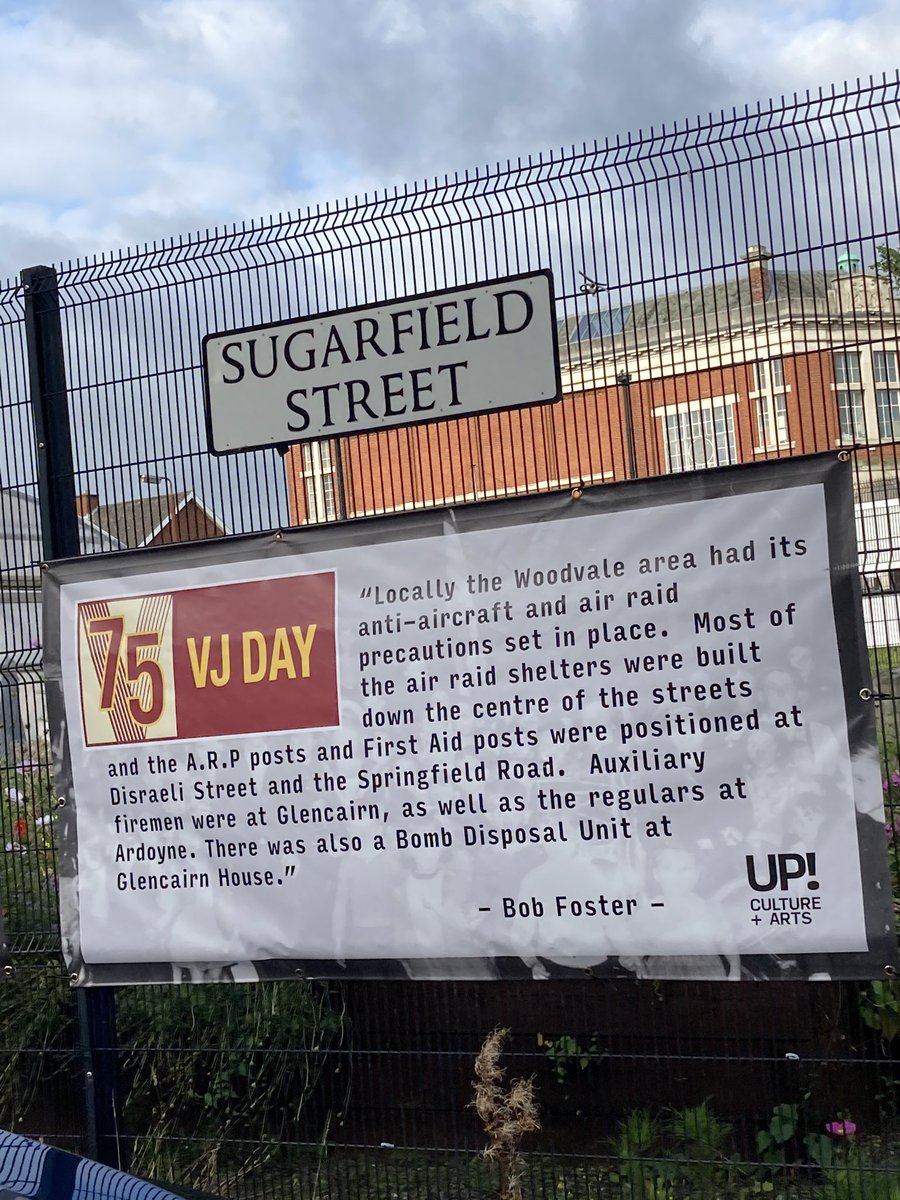 SUGARFIELD
STREET
75 VJ DAY
“Locally the Woodvale area had its
anti-aircraft and air raid
precautions set in place.  Most of
the air raid shelters were built
down the centre of the streets
and the A.R.P posts and First Aid posts were positioned at
Disraeli Street and the Springfield Road.  Auxiliary
firemen were at Glencairn, as well as the regulars at
Ardoyne. There was also a Bomb Disposal Unit at
Glencairn House.”
– Bob Foster –
UP!
CULTURE
+ ARTS